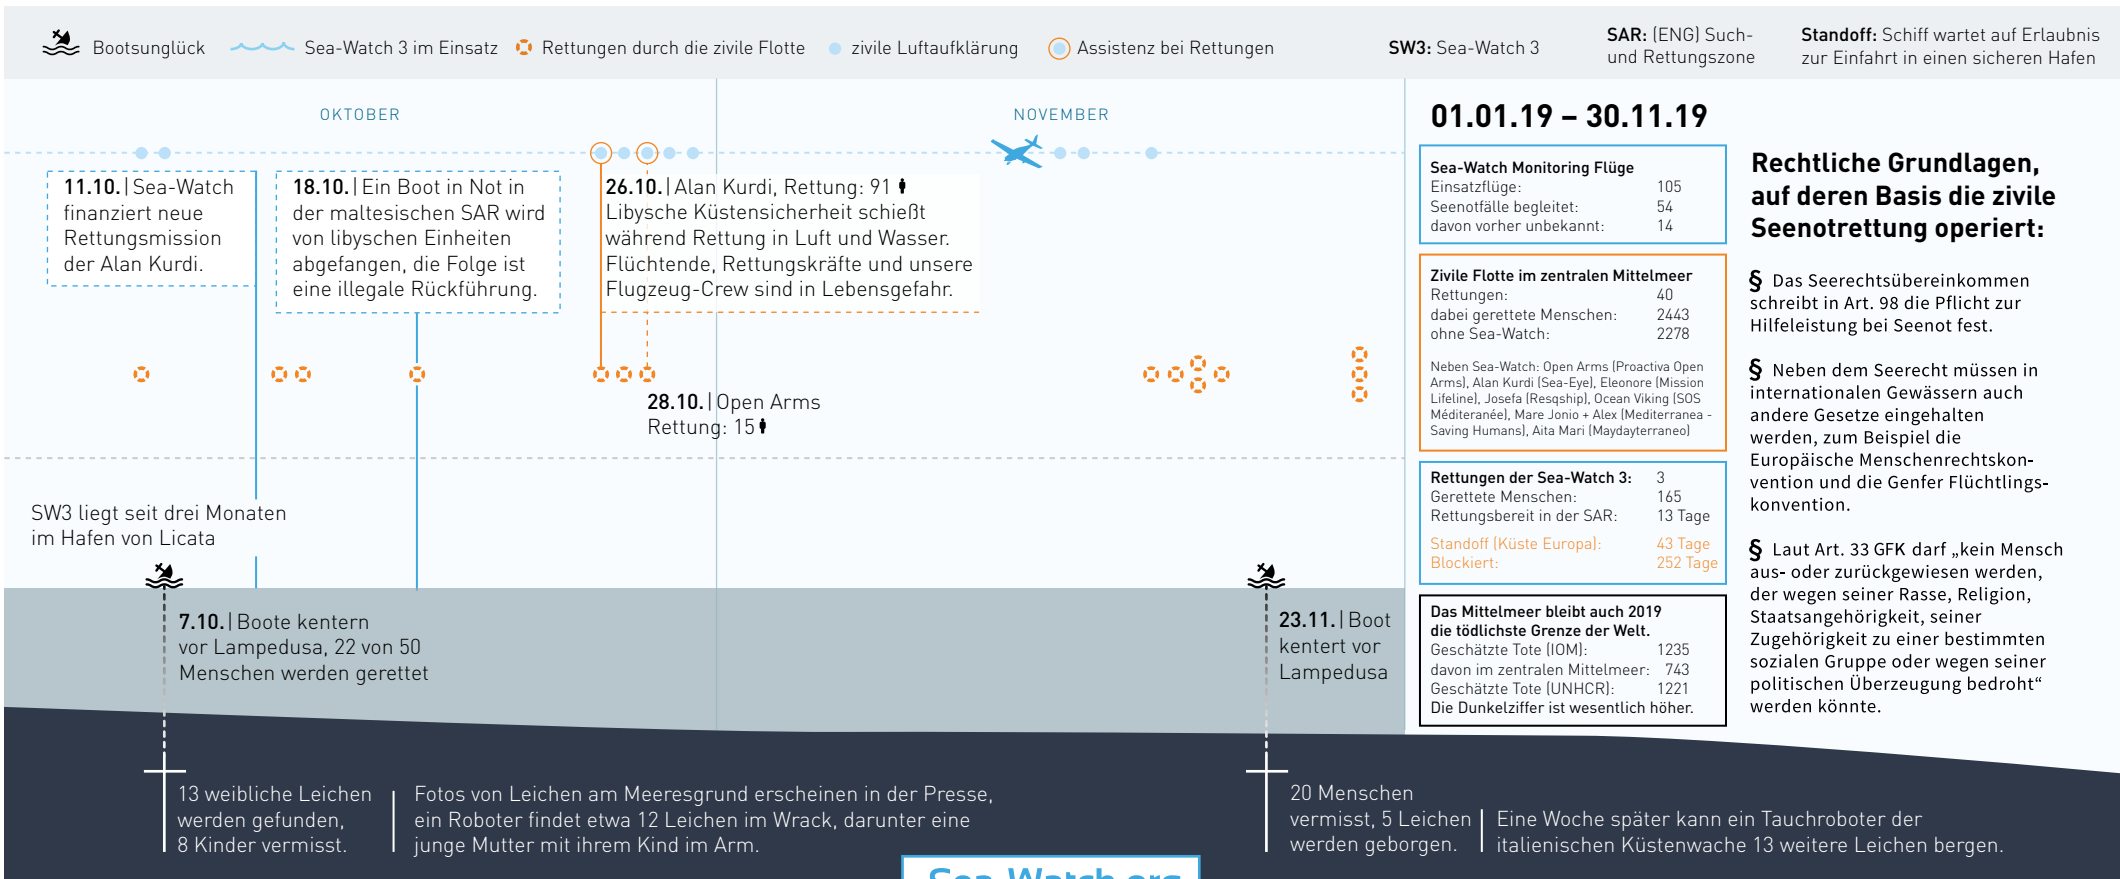 Bootsunglück
Sea-Watch 3 im Einsatz
Rettungen durch die zivile Flotte
zivile Luftaufklärung
Assistenz bei Rettungen
SW3: Sea-Watch 3
SAR: (ENG) Such-
und Rettungszone
Standoff: Schiff wartet auf Erlaubnis
zur Einfahrt in einen sicheren Hafen
OKTOBER
NOVEMBER
11.10.|Sea-Watch
finanziert neue
Rettungsmission
der Alan Kurdi.
18.10.|Ein Boot in Not in
der maltesischen SAR wird
von libyschen Einheiten
abgefangen, die Folge ist
eine illegale Rückführung.
26.10.|Alan Kurdi, Rettung: 91
Libysche Küstensicherheit schießt
während Rettung in Luft und Wasser.
Flüchtende, Rettungskräfte und unsere
Flugzeug-Crew sind in Lebensgefahr.
28.10.|Open Arms
Rettung: 15
SW3 liegt seit drei Monaten
im Hafen von Licata
7.10.|Boote kentern
vor Lampedusa, 22 von 50
Menschen werden gerettet
23.11.|Boot
kentert vor
Lampedusa
13 weibliche Leichen
werden gefunden,
8 Kinder vermisst.
Fotos von Leichen am Meeresgrund erscheinen in der Presse,
ein Roboter findet etwa 12 Leichen im Wrack, darunter eine
junge Mutter mit ihrem Kind im Arm.
20 Menschen
vermisst, 5 Leichen
werden geborgen.
Eine Woche später kann ein Tauchroboter der
italienischen Küstenwache 13 weitere Leichen bergen.
01.01.19 – 30.11.19
Sea-Watch Monitoring Flüge
Einsatzflüge: 105
Seenotfälle begleitet: 54
davon vorher unbekannt: 14
Zivile Flotte im zentralen Mittelmeer
Rettungen: 40
dabei gerettete Menschen: 2443
ohne Sea-Watch: 2278
Neben Sea-Watch: Open Arms (Proactiva Open
Arms), Alan Kurdi (Sea-Eye), Eleonore (Mission
Lifeline), Josefa (Resqship), Ocean Viking (SOS
Méditeranée), Mare Jonio + Alex (Mediterranea -
Saving Humans), Aita Mari (Maydayterraneo)
Rettungen der Sea-Watch 3: 3
Gerettete Menschen: 165
Rettungsbereit in der SAR: 13 Tage
Standoff (Küste Europa): 43 Tage
Blockiert: 252 Tage
Das Mittelmeer bleibt auch 2019
die tödlichste Grenze der Welt.
Geschätzte Tote (IOM): 1235
davon im zentralen Mittelmeer: 743
Geschätzte Tote (UNHCR): 1221
Die Dunkelziffer ist wesentlich höher.
Rechtliche Grundlagen,
auf deren Basis die zivile
Seenotrettung operiert:
§ Das Seerechtsübereinkommen
schreibt in Art. 98 die Pflicht zur
Hilfeleistung bei Seenot fest.
§ Neben dem Seerecht müssen in
internationalen Gewässern auch
andere Gesetze eingehalten
werden, zum Beispiel die
Europäische Menschenrechtskon-
vention und die Genfer Flüchtlings-
konvention.
§ Laut Art. 33 GFK darf „kein Mensch
aus- oder zurückgewiesen werden,
der wegen seiner Rasse, Religion,
Staatsangehörigkeit, seiner
Zugehörigkeit zu einer bestimmten
sozialen Gruppe oder wegen seiner
politischen Überzeugung bedroht“
werden könnte.
Sea-Watch.org